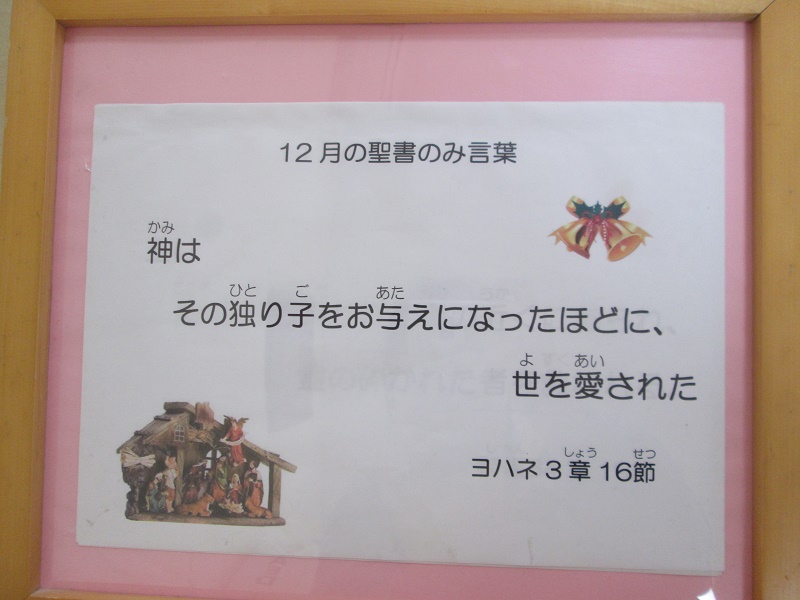 12月の聖書のみ言葉
かみ
神は
ひと ご あた
その独り子をお与えになったほどに、
よ あい
世を愛された
しょう せつ
ヨハネ3章16節